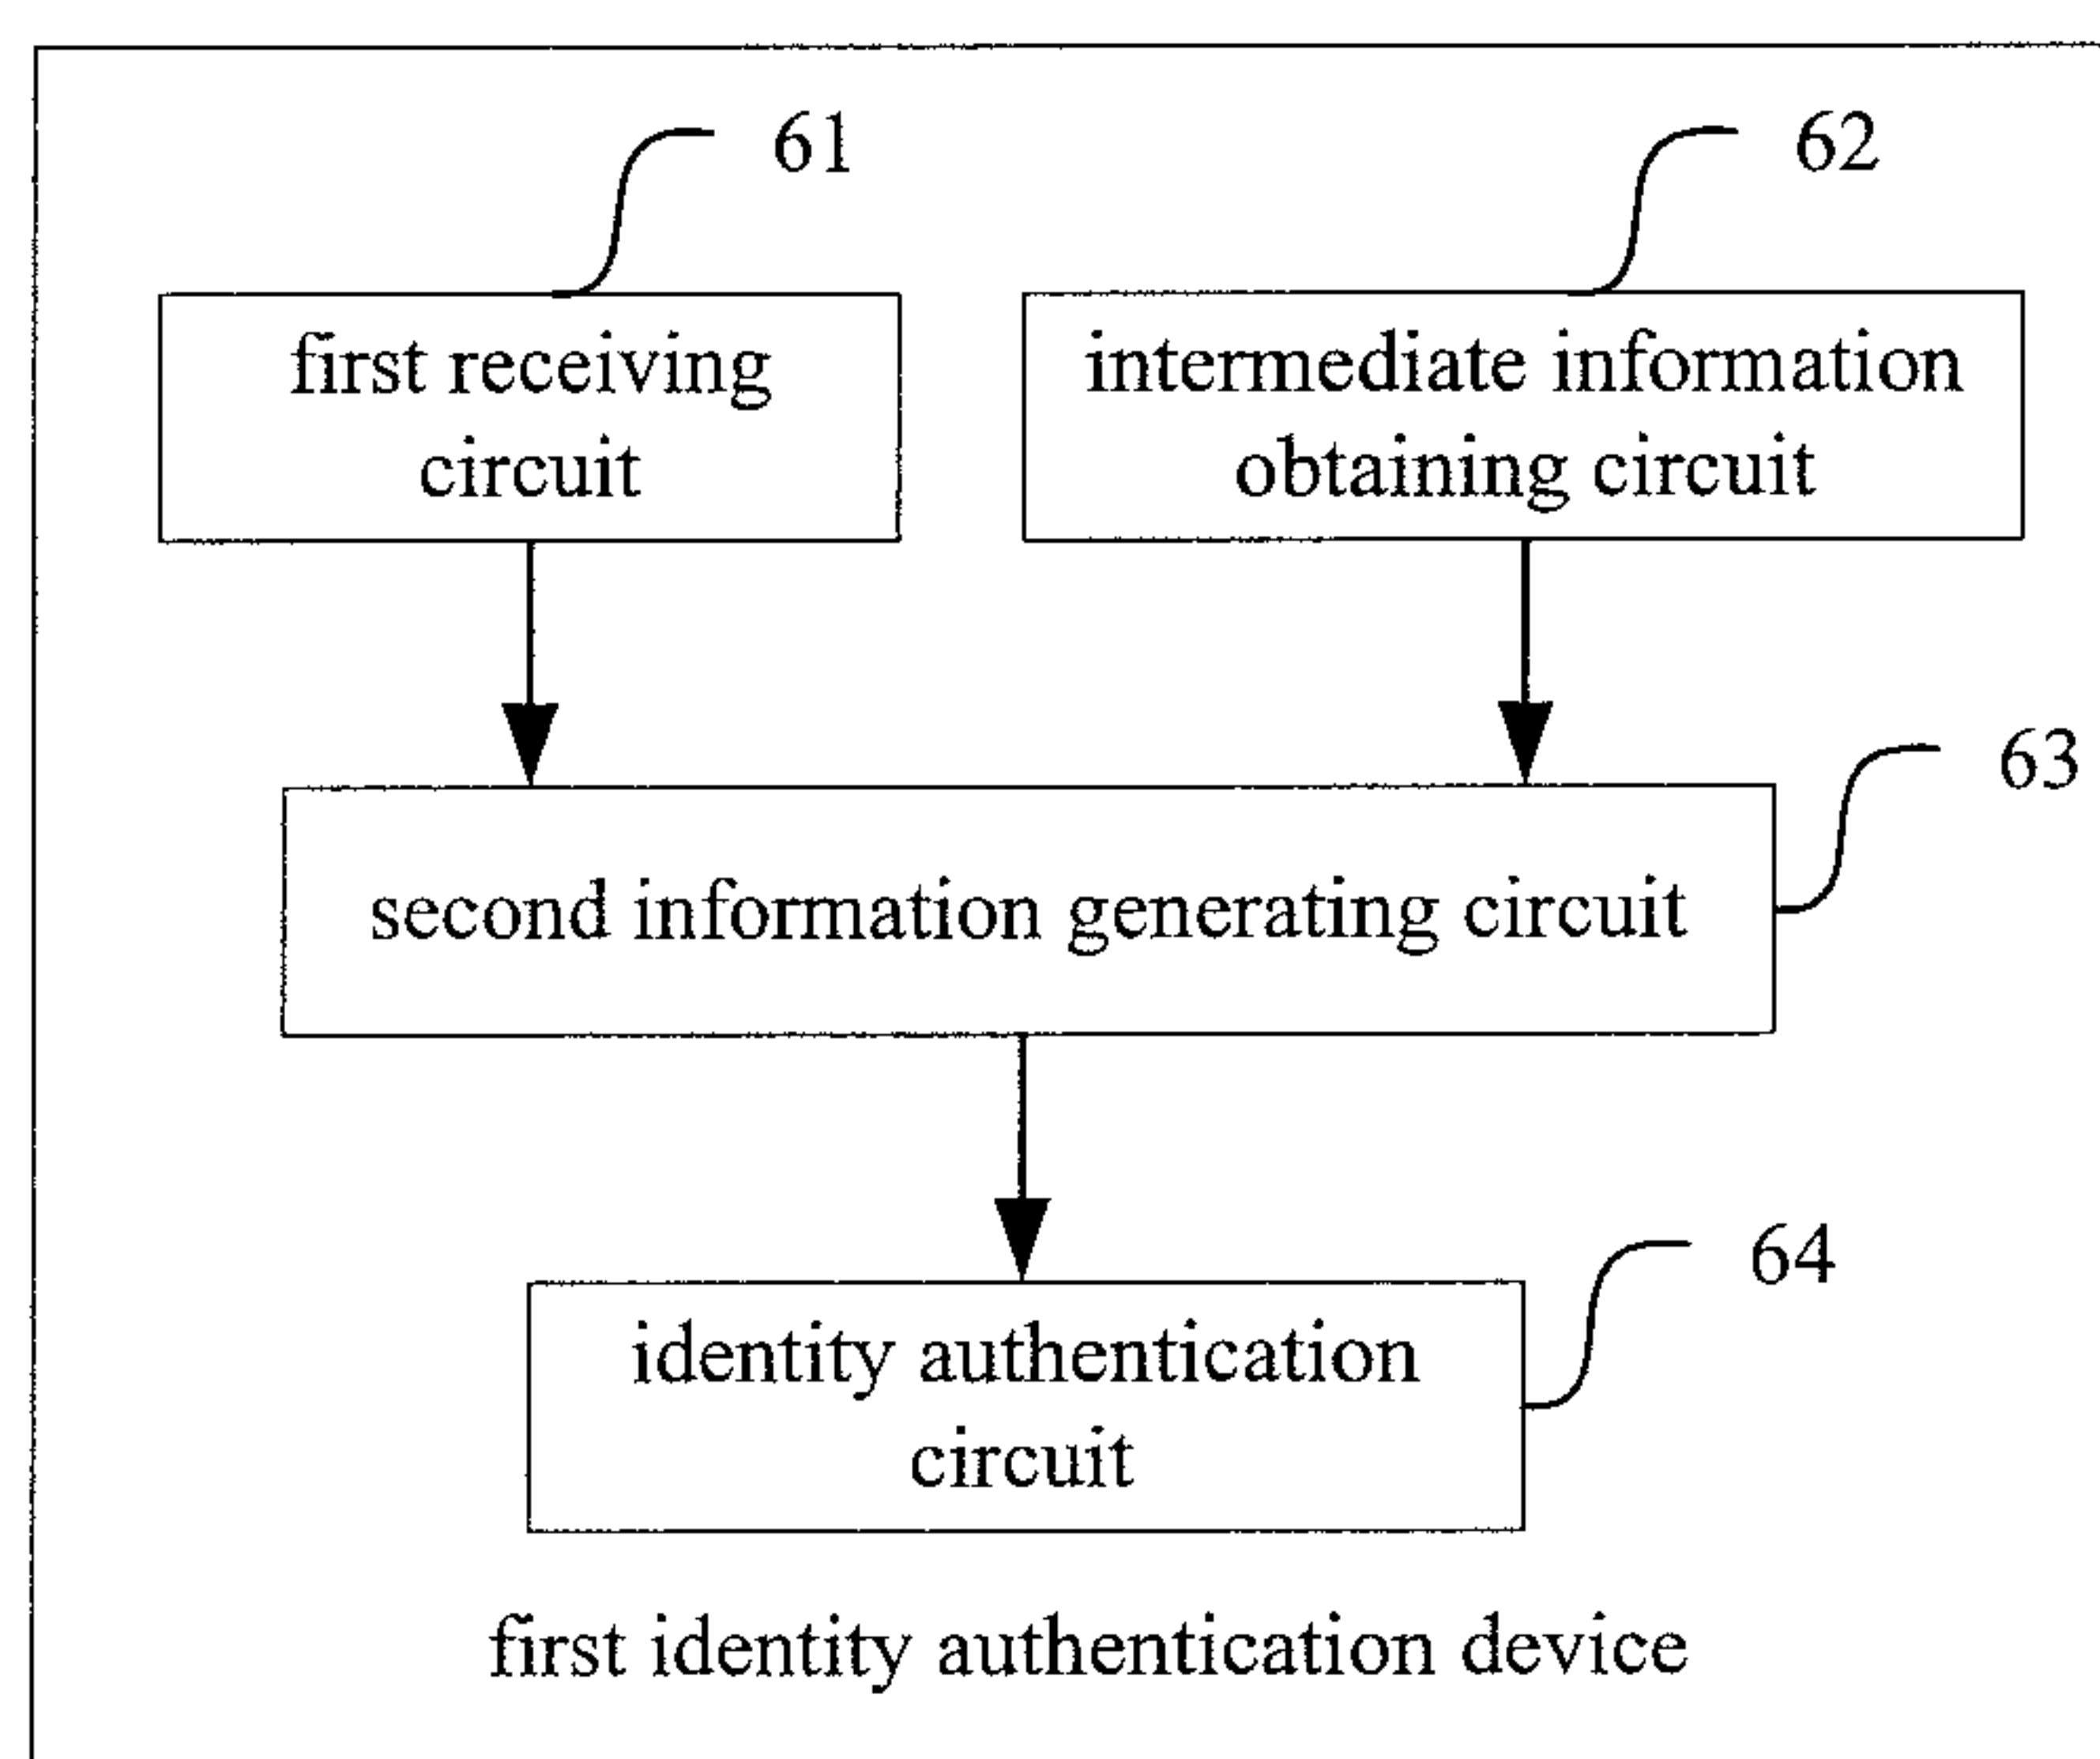 61
62
first receiving
circuit
intermediate information
obtaining circuit
63
second information generating circuit
64
identity authentication
circuit
first identity authentication device